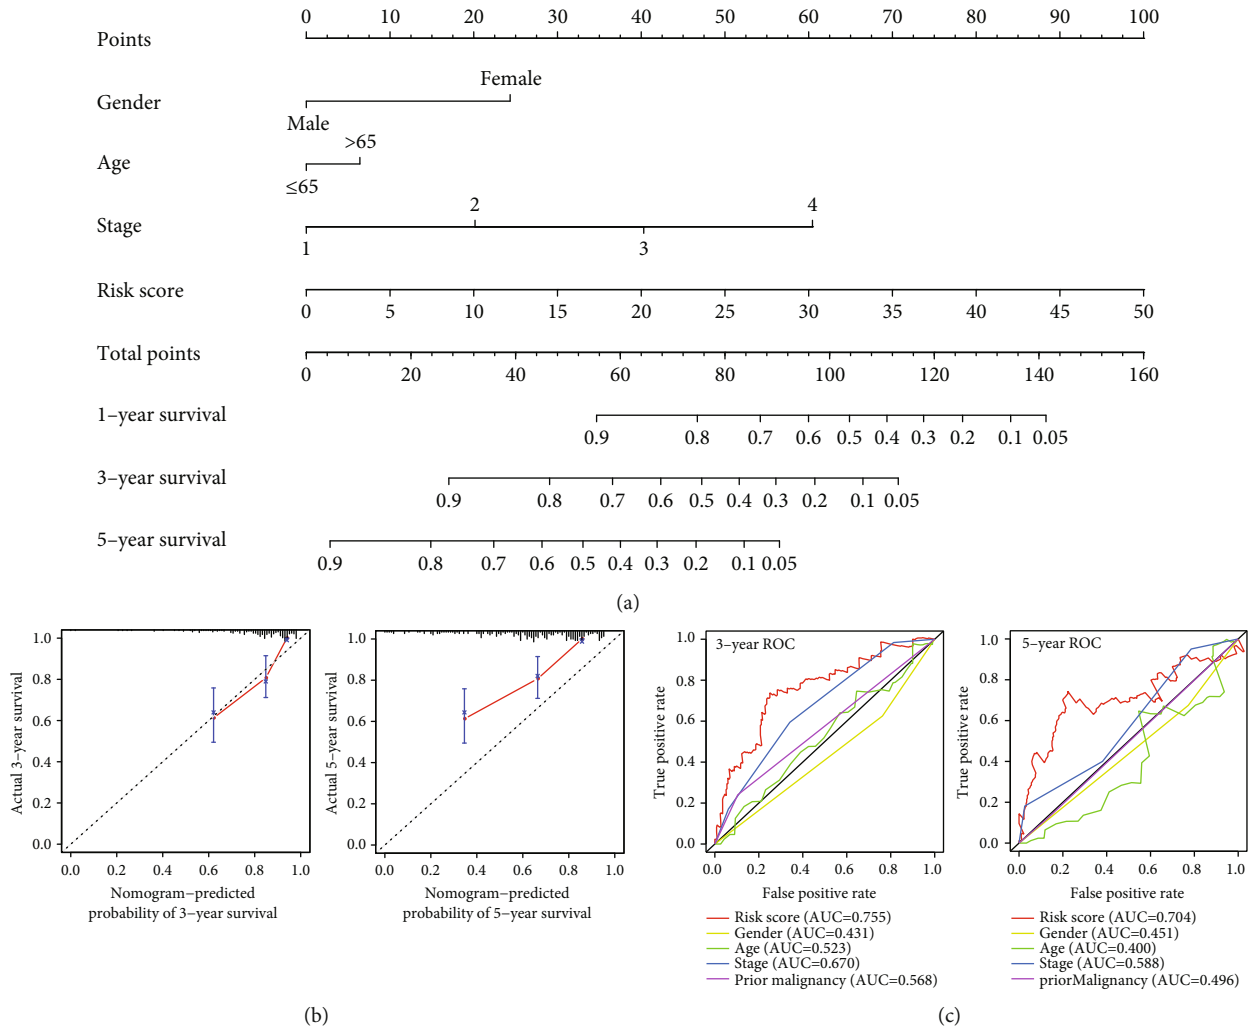 0 10 20 30 40 50 60 70 80 90 100
Points
Female
Gender
Male
>65
Age
≤65
2 4
Stage
1 3
Risk score
0 5 10 15 20 25 30 35 40 45 50
Total points
0 20 40 60 80 100 120 140 160
1-year survival
0.9 0.8 0.7 0.6 0.5 0.4 0.3 0.2 0.1 0.05
3-year survival
0.9 0.8 0.7 0.6 0.5 0.4 0.3 0.2 0.1 0.05
5-year survival
0.9 0.8 0.7 0.6 0.5 0.4 0.3 0.2 0.1 0.05
(a)
Actual 3-year survival
1.0
0.8
0.6
0.4
0.2
0.0
0.0 0.2 0.4 0.6 0.8 1.0
Nomogram-predicted
probability of 3-year survival
Actual 5-year survival
1.0
0.8
0.6
0.4
0.2
0.0
0.0 0.2 0.4 0.6 0.8 1.0
Nomogram-predicted
probability of 5-year survival
(b)
3-year ROC
True positive rate
1.0
0.8
0.6
0.4
0.2
0.0
0.0 0.2 0.4 0.6 0.8 1.0
False positive rate
Risk score (AUC=0.755)
Gender (AUC=0.431)
Age (AUC=0.523)
Stage (AUC=0.670)
Prior malignancy (AUC=0.568)
5-year ROC
True positive rate
1.0
0.8
0.6
0.4
0.2
0.0
0.0 0.2 0.4 0.6 0.8 1.0
False positive rate
Risk score (AUC=0.704)
Gender (AUC=0.451)
Age (AUC=0.400)
Stage (AUC=0.588)
priorMalignancy (AUC=0.496)
(c)